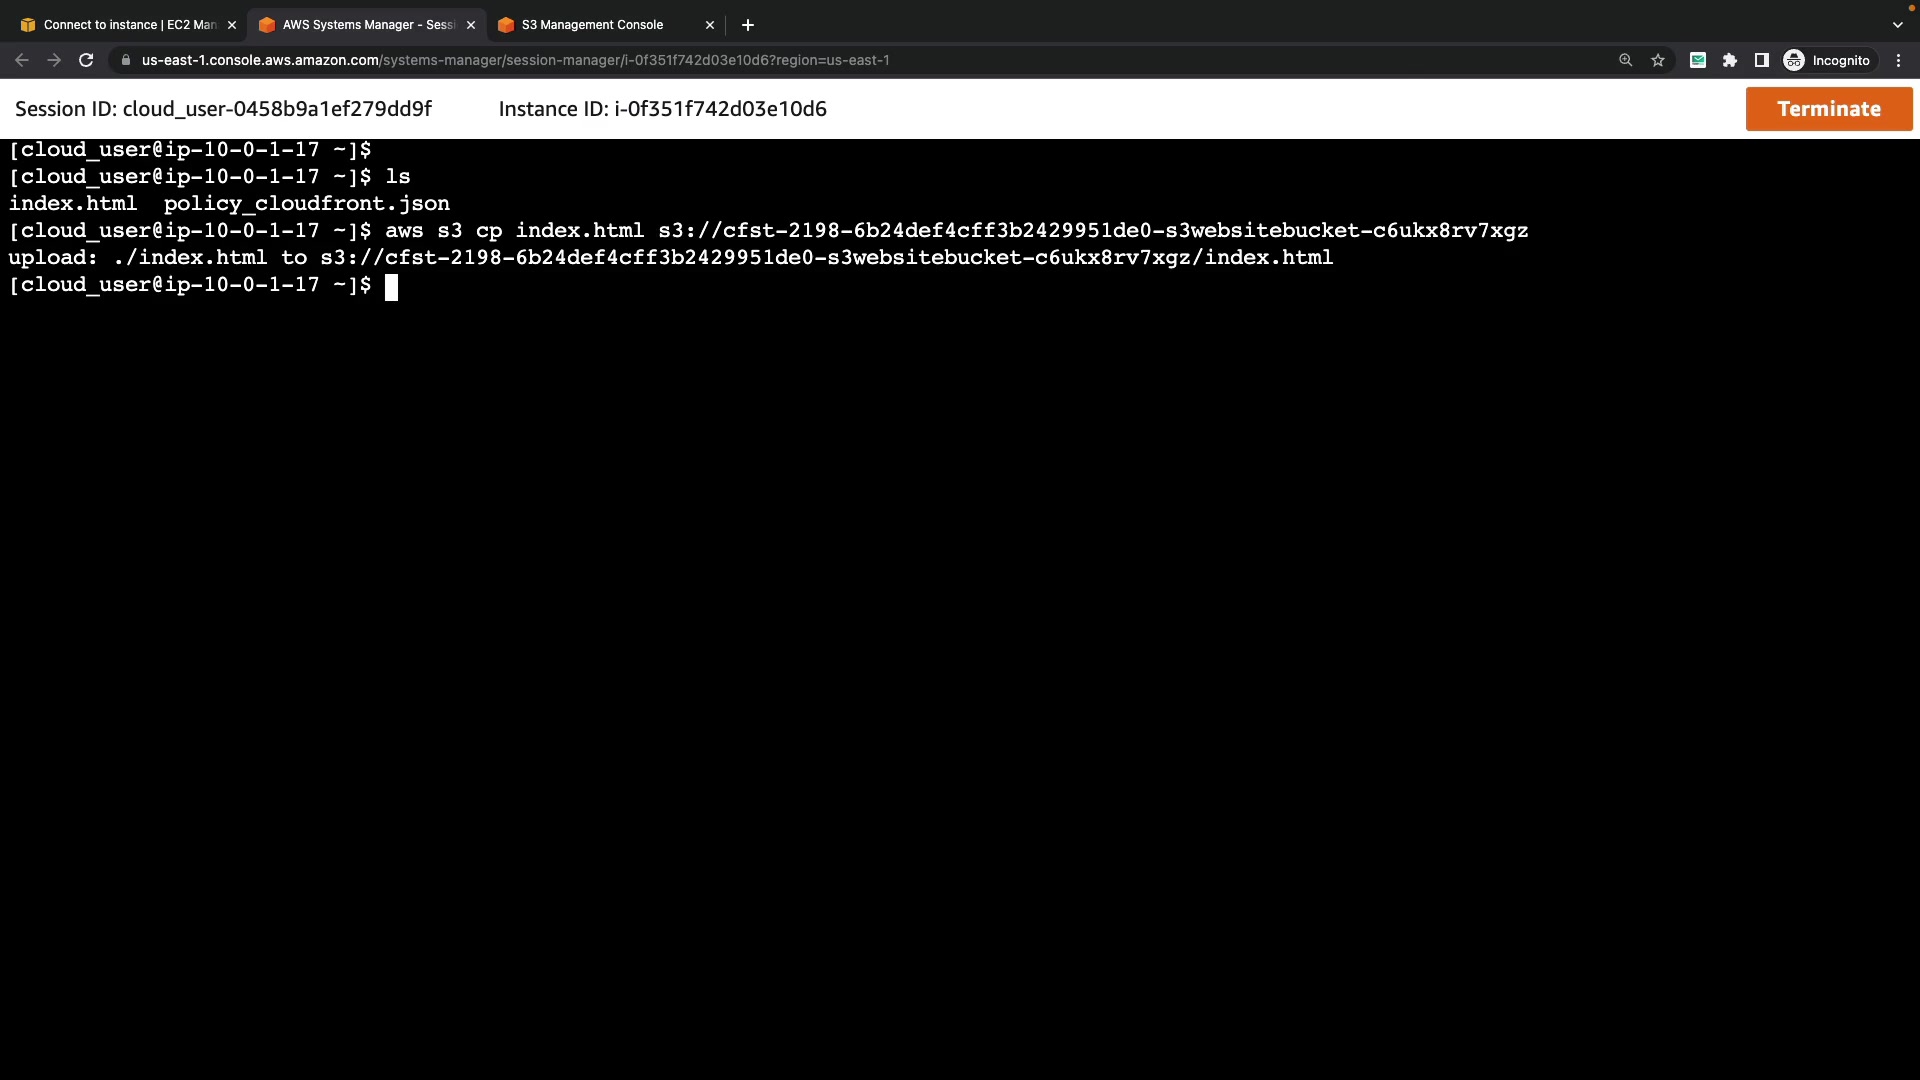 Connect to instance | EC2 Man
AWS Systems Manager - Sessi
S3 Management Console
us-east-1.console.aws.amazon.com/systems-manager/session-manager/i-0f351f742d03e10d6?region=us-east-1
Incognito
Session ID: cloud_user-0458b9a1ef279dd9f
Instance ID: i-0f351f742d03e10d6
Terminate
[cloud_user@ip-10-0-1-17 ~]$
[cloud_user@ip-10-0-1-17 ~]$ ls
index.html  policy_cloudfront.json
[cloud_user@ip-10-0-1-17 ~]$ aws s3 cp index.html s3://cfst-2198-6b24def4cff3b2429951de0-s3websitebucket-c6ukx8rv7xgz
upload: ./index.html to s3://cfst-2198-6b24def4cff3b2429951de0-s3websitebucket-c6ukx8rv7xgz/index.html
[cloud_user@ip-10-0-1-17 ~]$